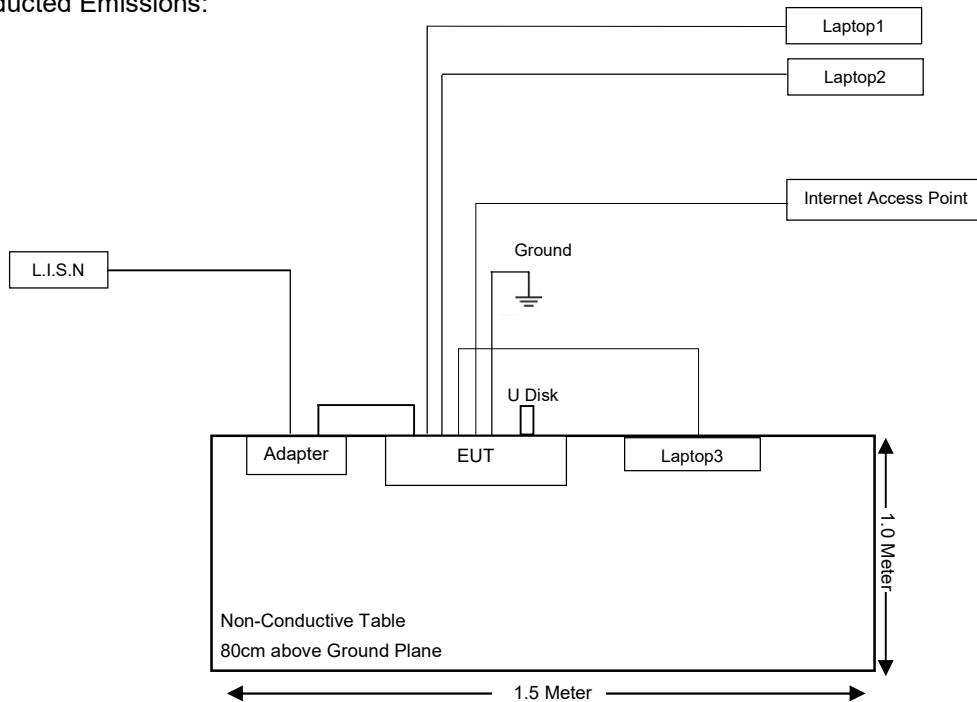 ducted Emissions:
Laptop1
Laptop2
Internet Access Point
Ground
L.I.S.N
U Disk
Adapter
EUT
Laptop3
1.0 Meter
Non-Conductive Table
80cm above Ground Plane
1.5 Meter